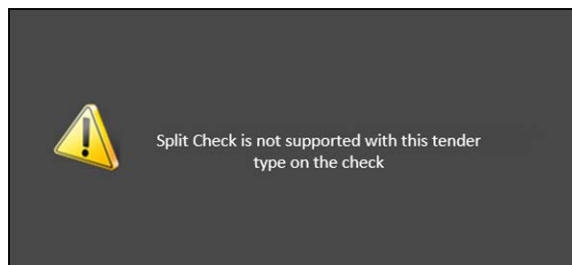 Split Check is not supported with this tender
type on the check